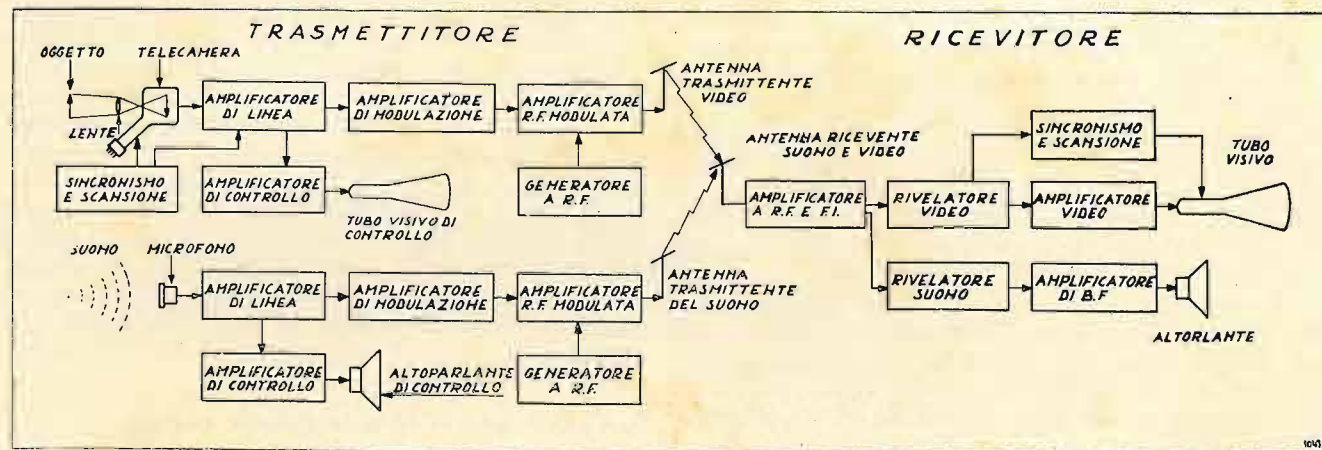 TRASMETTITORE
RICEVITORE
OGGETTO
TELECAMERA
LENTE
AMPLIFICATORE
DI LINEA
AMPLIFICATORE
DI MODULAZIONE
AMPLIFICATORE
R.F. MODULATA
ANTENNA
TRASMITTENTE
VIDEO
SINCRONISMO
E SCANSIONE
AMPLIFICATORE
DI CONTROLLO
TUBO VISIVO DI
CONTROLLO
GENERATORE
A R.F.
ANTENNA RICEVENTE
SUONO E VIDEO
AMPLIFICATORE
A R.F. E F.I.
RIVELATORE
VIDEO
SINCRONISMO
E SCANSIONE
AMPLIFICATORE
VIDEO
TUBO
VISIVO
SUONO
MICROFONO
AMPLIFICATORE
DI LINEA
AMPLIFICATORE
DI MODULAZIONE
AMPLIFICATORE
R.F. MODULATA
ANTENNA
TRASMITTENTE
DEL SUONO
RIVELATORE
SUONO
AMPLIFICATORE
DI B.F
ALTORLANTE
AMPLIFICATORE
DI CONTROLLO
ALTOPARLANTE
DI CONTROLLO
GENERATORE
A R.F.